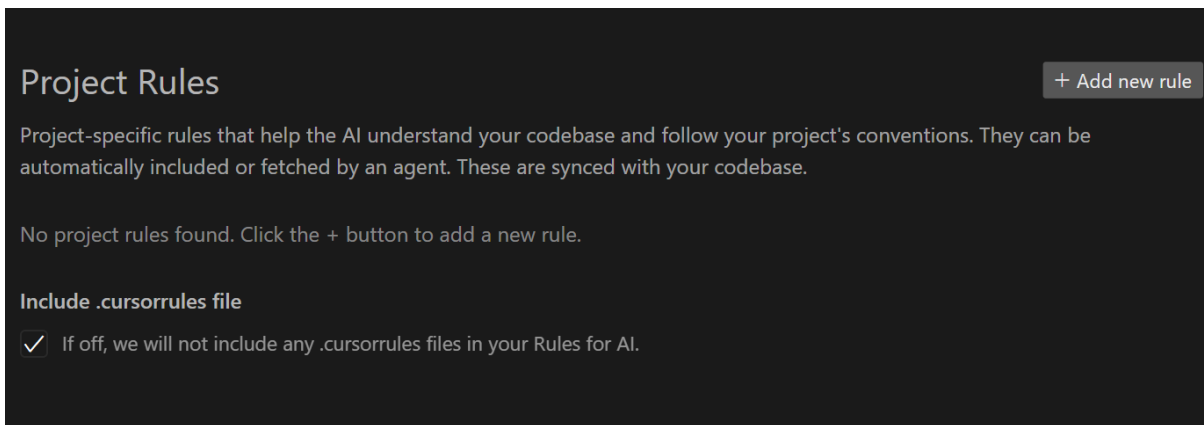 Project Rules
+ Add new rule
Project-specific rules that help the AI understand your codebase and follow your project's conventions. They can be
automatically included or fetched by an agent. These are synced with your codebase.
No project rules found. Click the + button to add a new rule.
Include .cursorrules file
If off, we will not include any .cursorrules files in your Rules for AI.